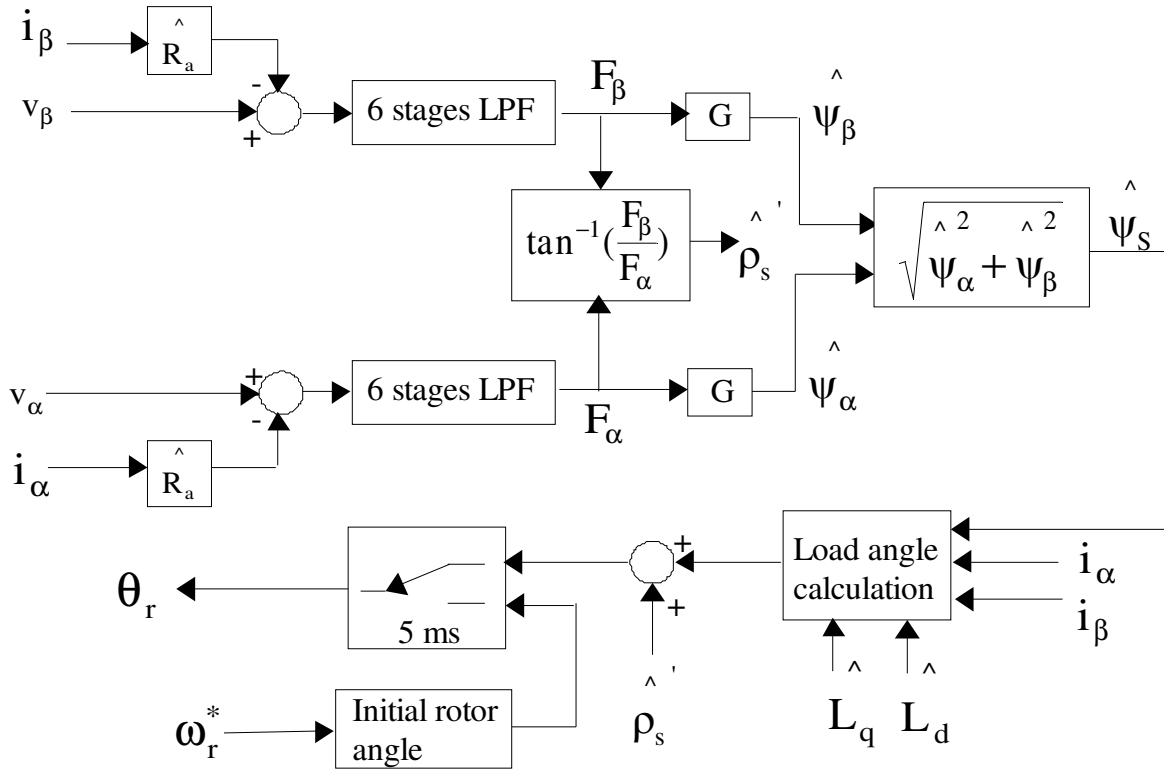 i_β
R̂_a
-
v_β
+
6 stages LPF
F_β
G
ψ̂_β
tan⁻¹(F_β/F_α)
ρ̂_s'
√(ψ̂_α² + ψ̂_β²)
ψ̂_S
v_α
+
-
6 stages LPF
F_α
G
ψ̂_α
i_α
R̂_a
θ_r
5 ms
+
+
ρ̂_s'
Load angle
calculation
i_α
i_β
L̂_q
L̂_d
ω_r^*
Initial rotor
angle